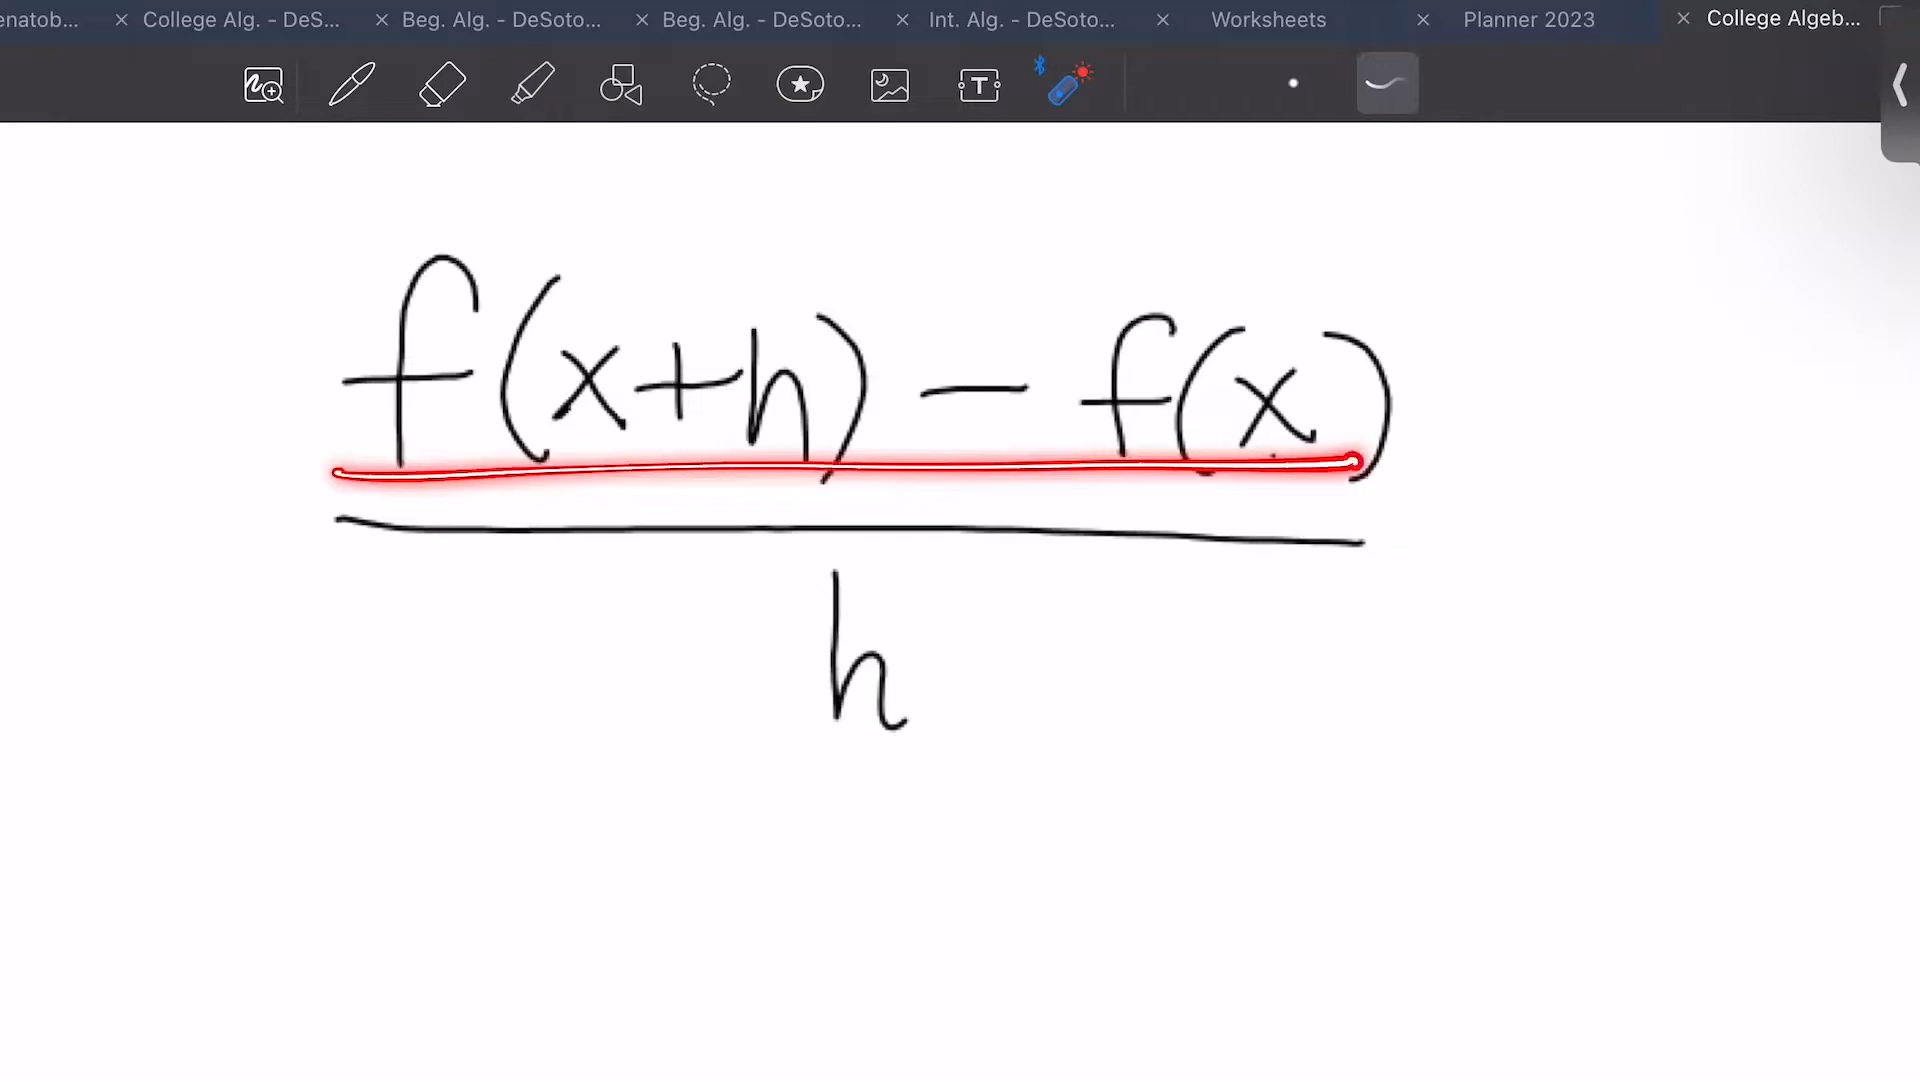 enatob... × College Alg. - DeS... × Beg. Alg. - DeSoto... × Beg. Alg. - DeSoto... × Int. Alg. - DeSoto... × Worksheets × Planner 2023 × College Algeb...
T
f(x+h) - f(x)
h